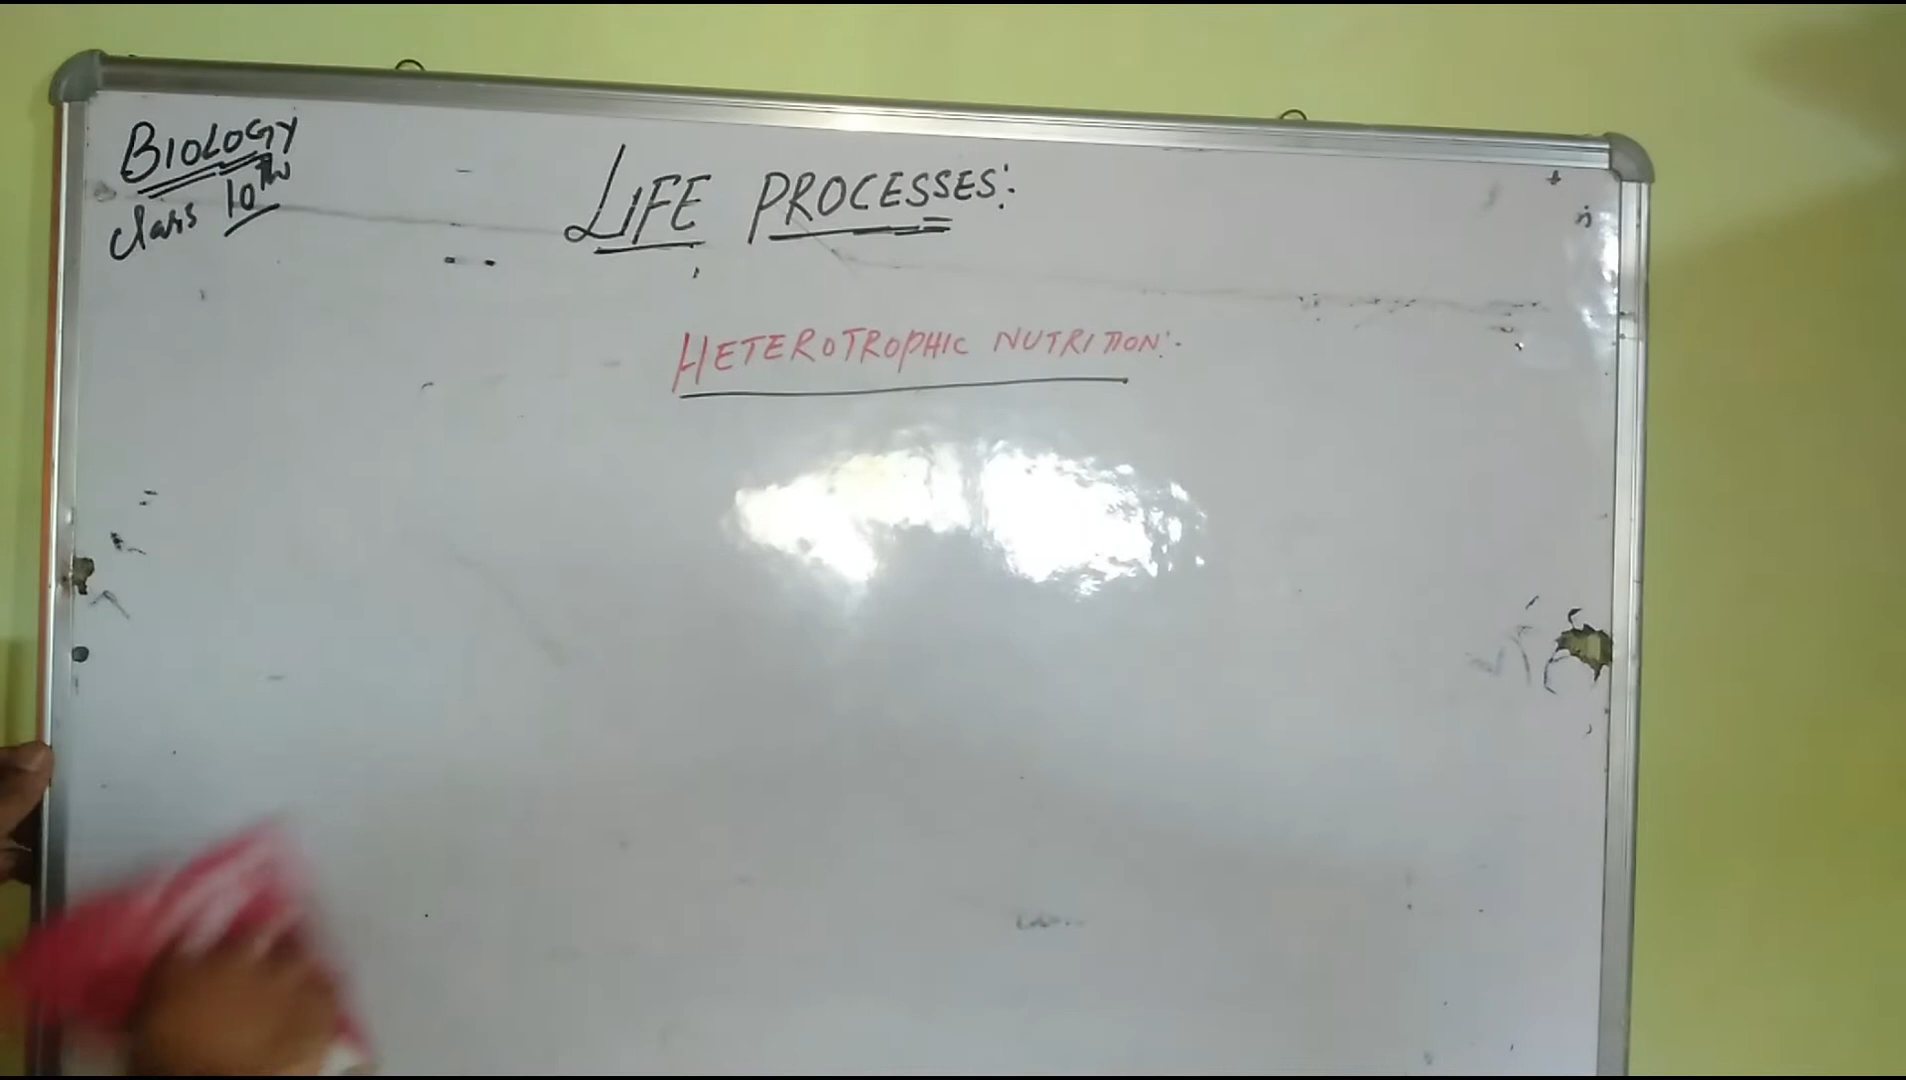 BIOLOGY
Class 10th
LIFE PROCESSES:
HETEROTROPHIC NUTRITION:-